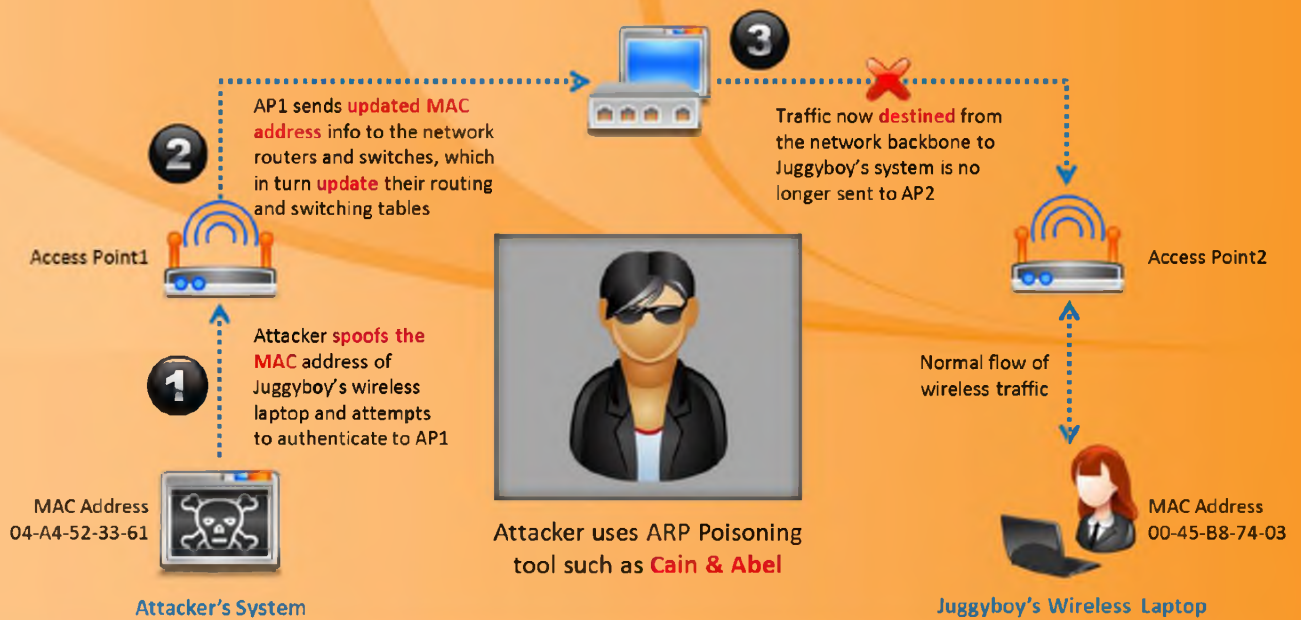 3
AP1 sends updated MAC
address info to the network
routers and switches, which
in turn update their routing
and switching tables
Traffic now destined from
the network backbone to
Juggyboy's system is no
longer sent to AP2
2
Access Point1
Access Point2
1
Attacker spoofs the
MAC address of
Juggyboy's wireless
laptop and attempts
to authenticate to AP1
Normal flow of
wireless traffic
MAC Address
04-A4-52-33-61
Attacker's System
Attacker uses ARP Poisoning
tool such as Cain & Abel
MAC Address
00-45-B8-74-03
Juggyboy's Wireless Laptop